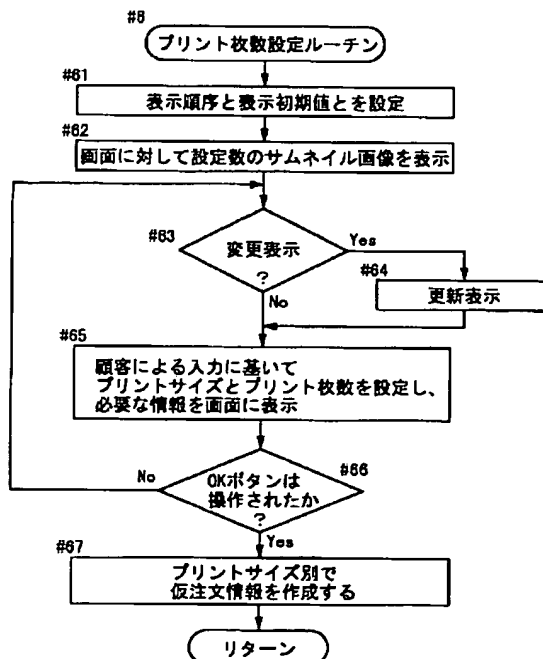 #6
プリント枚数設定ルーチン
#61
表示順序と表示初期値とを設定
#62
画面に対して設定数のサムネイル画像を表示
#63
変更表示
?
Yes
No
#64
更新表示
#65
顧客による入力に基いて
プリントサイズとプリント枚数を設定し、
必要な情報を画面に表示
No
#66
OKボタンは
操作されたか
?
Yes
#67
プリントサイズ別で
仮注文情報を作成する
リターン